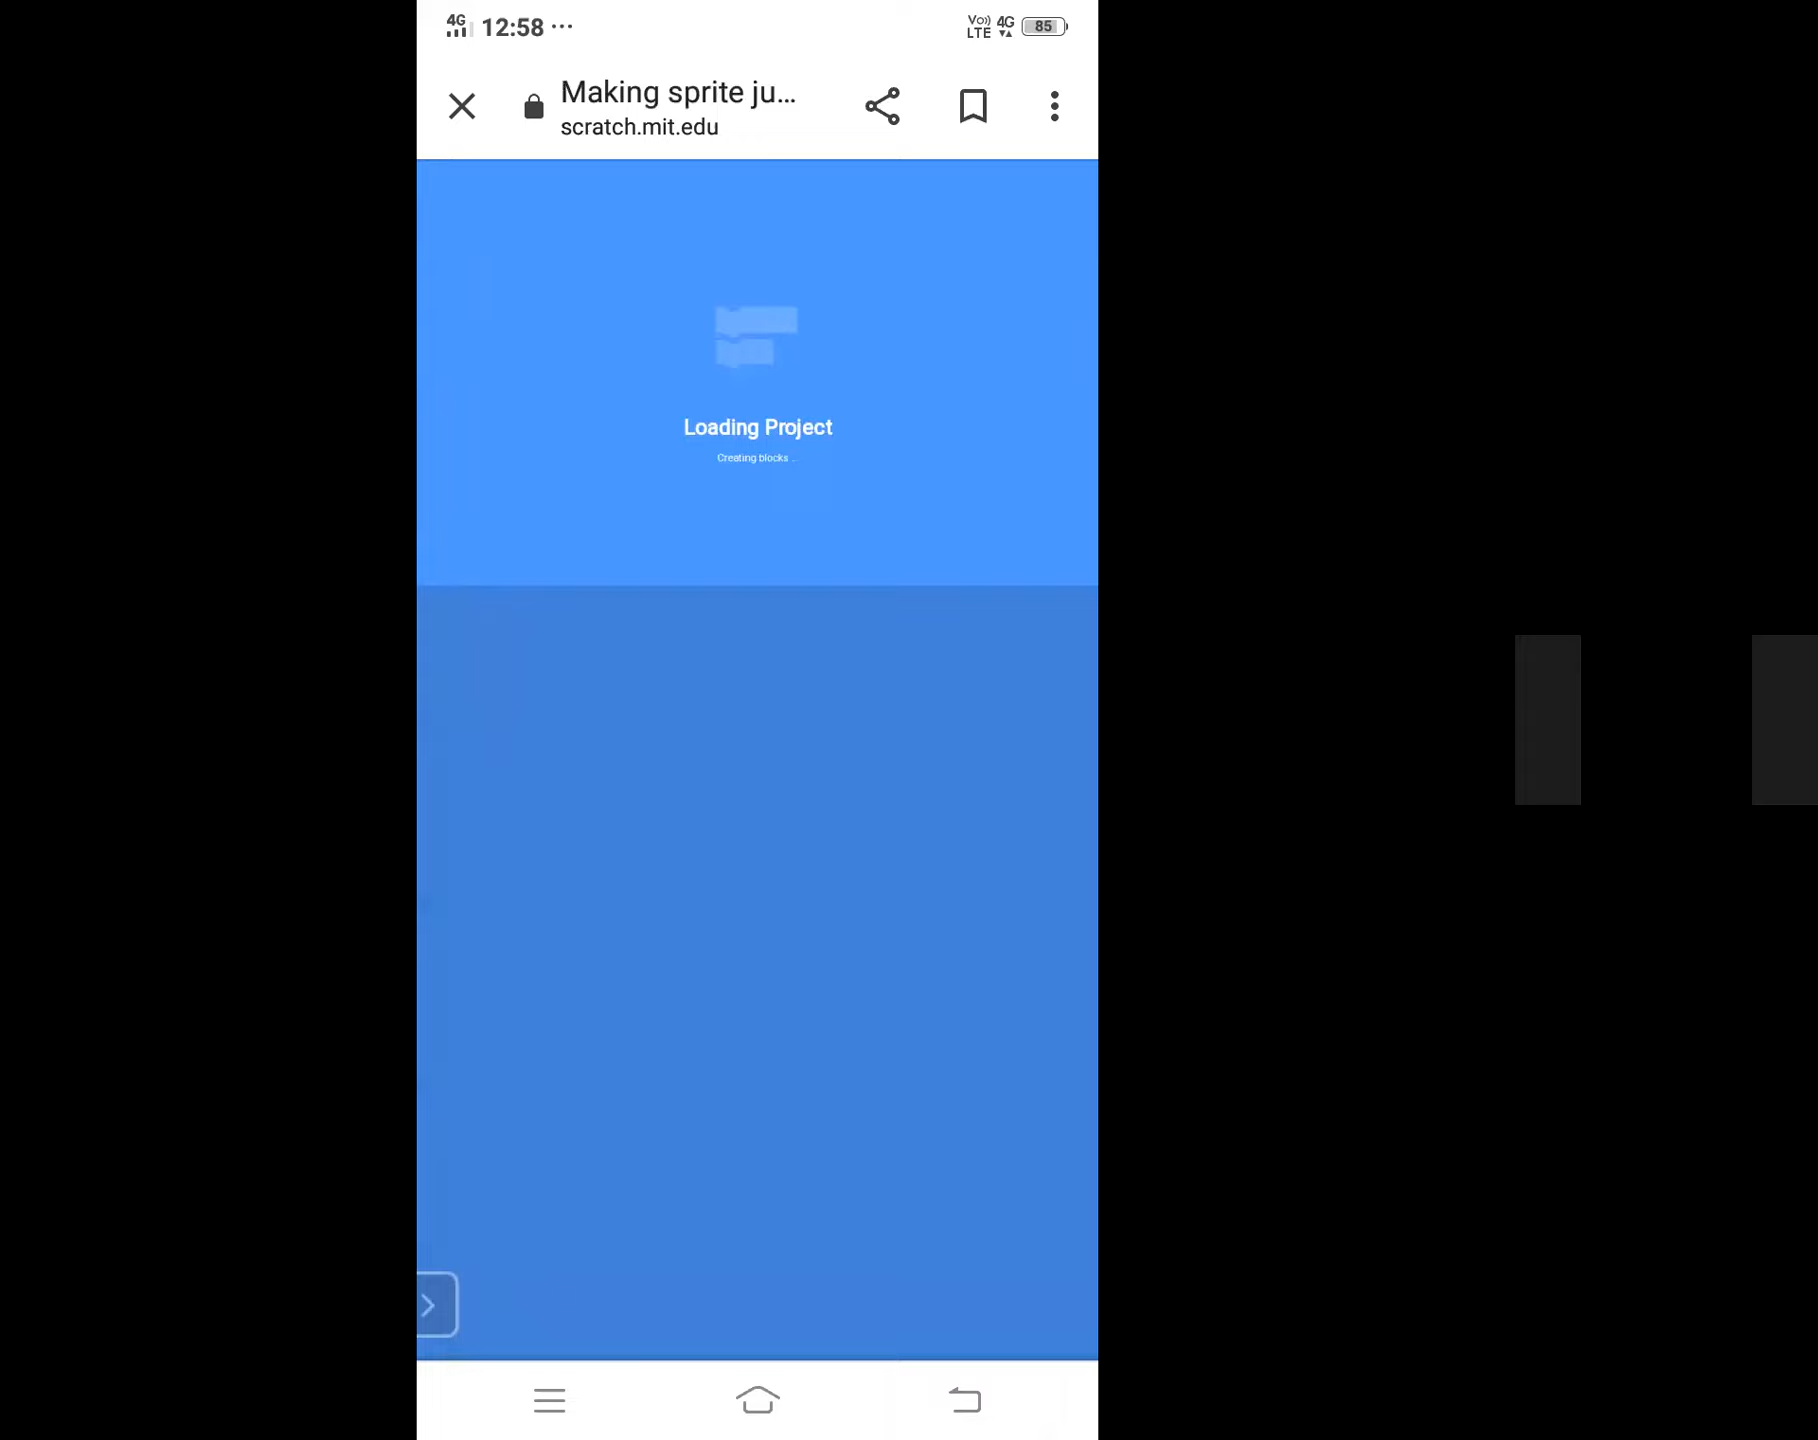 4G 12:58 ... Vo)) LTE 4G 85
Making sprite ju...
scratch.mit.edu
Loading Project
Creating blocks ..